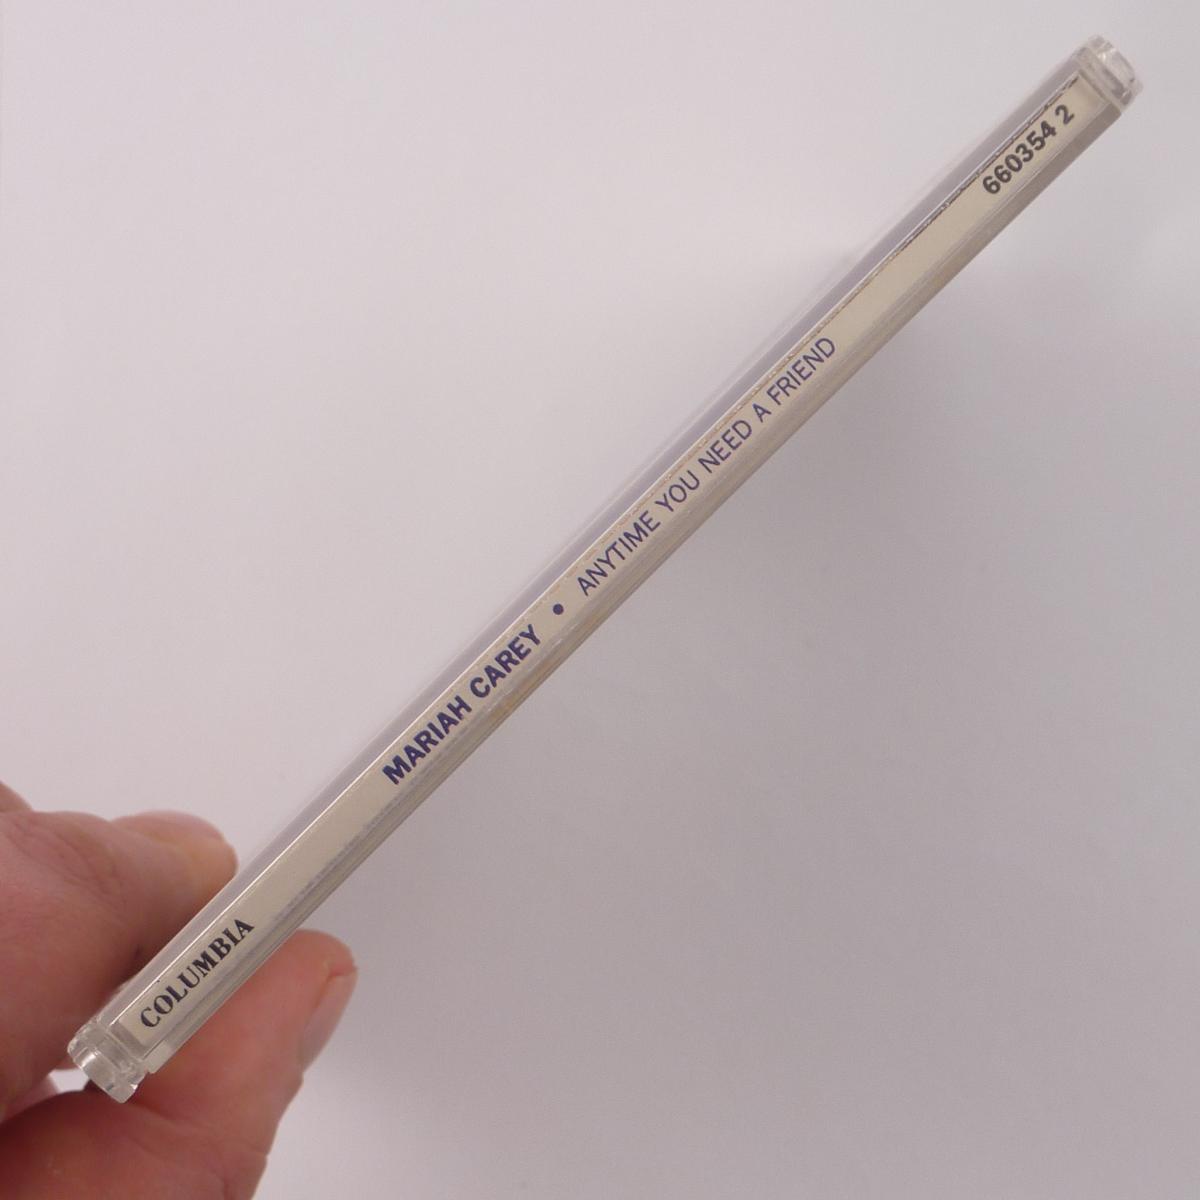 COLUMBIA MARIAH CAREY • ANYTIME YOU NEED A FRIEND 660354 2